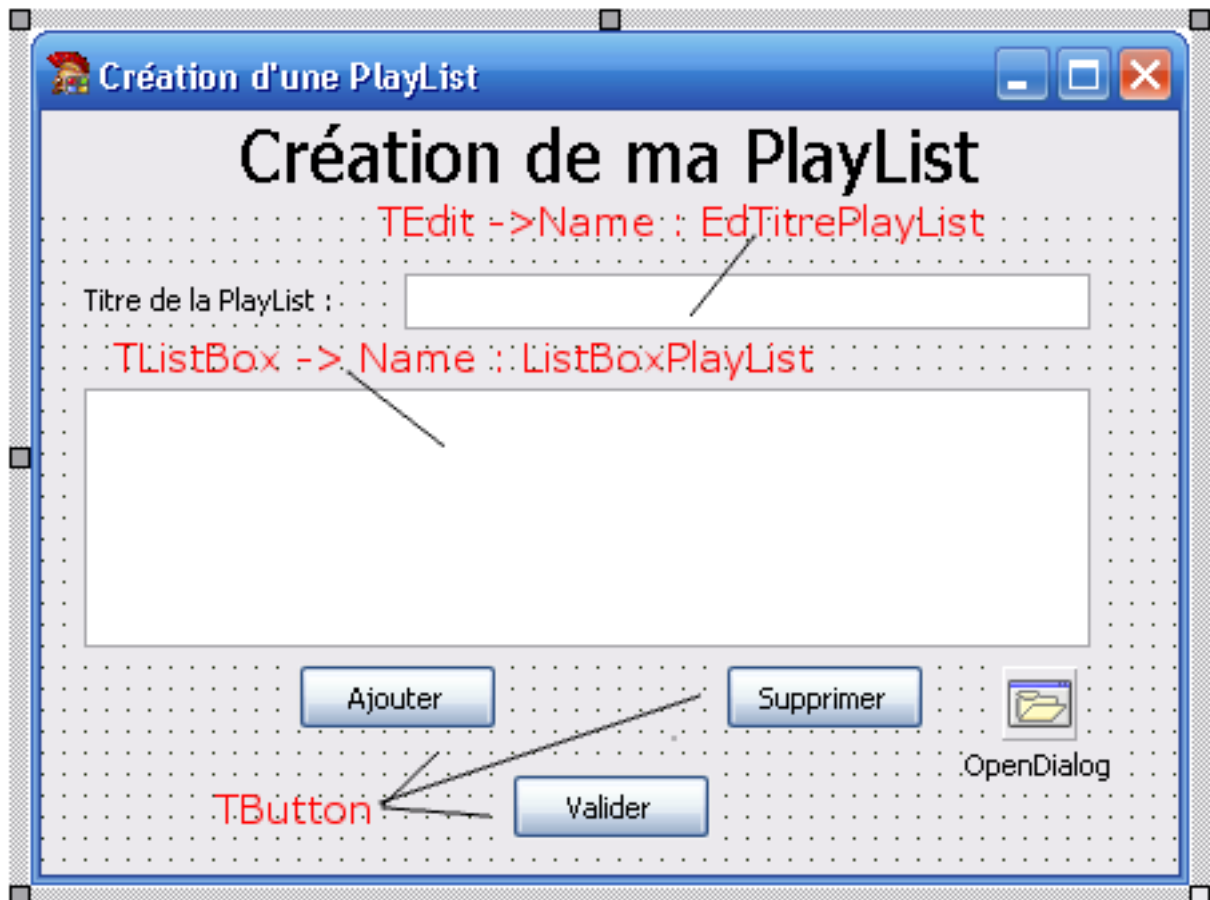 Création d'une PlayList
Création de ma PlayList
TEdit ->Name : EdTitrePlayList
Titre de la PlayList :
TListBox -> Name : ListBoxPlayList
Ajouter
Supprimer
OpenDialog
TButton
Valider